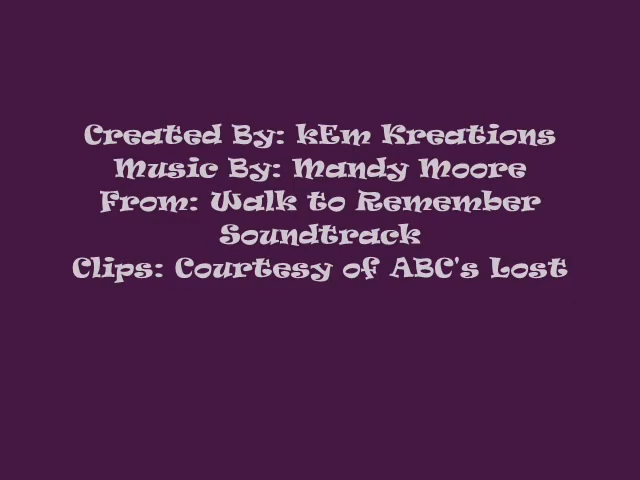 Created By: kEm Kreations
Music By: Mandy Moore
From: Walk to Remember
Soundtrack
Clips: Courtesy of ABC's Lost